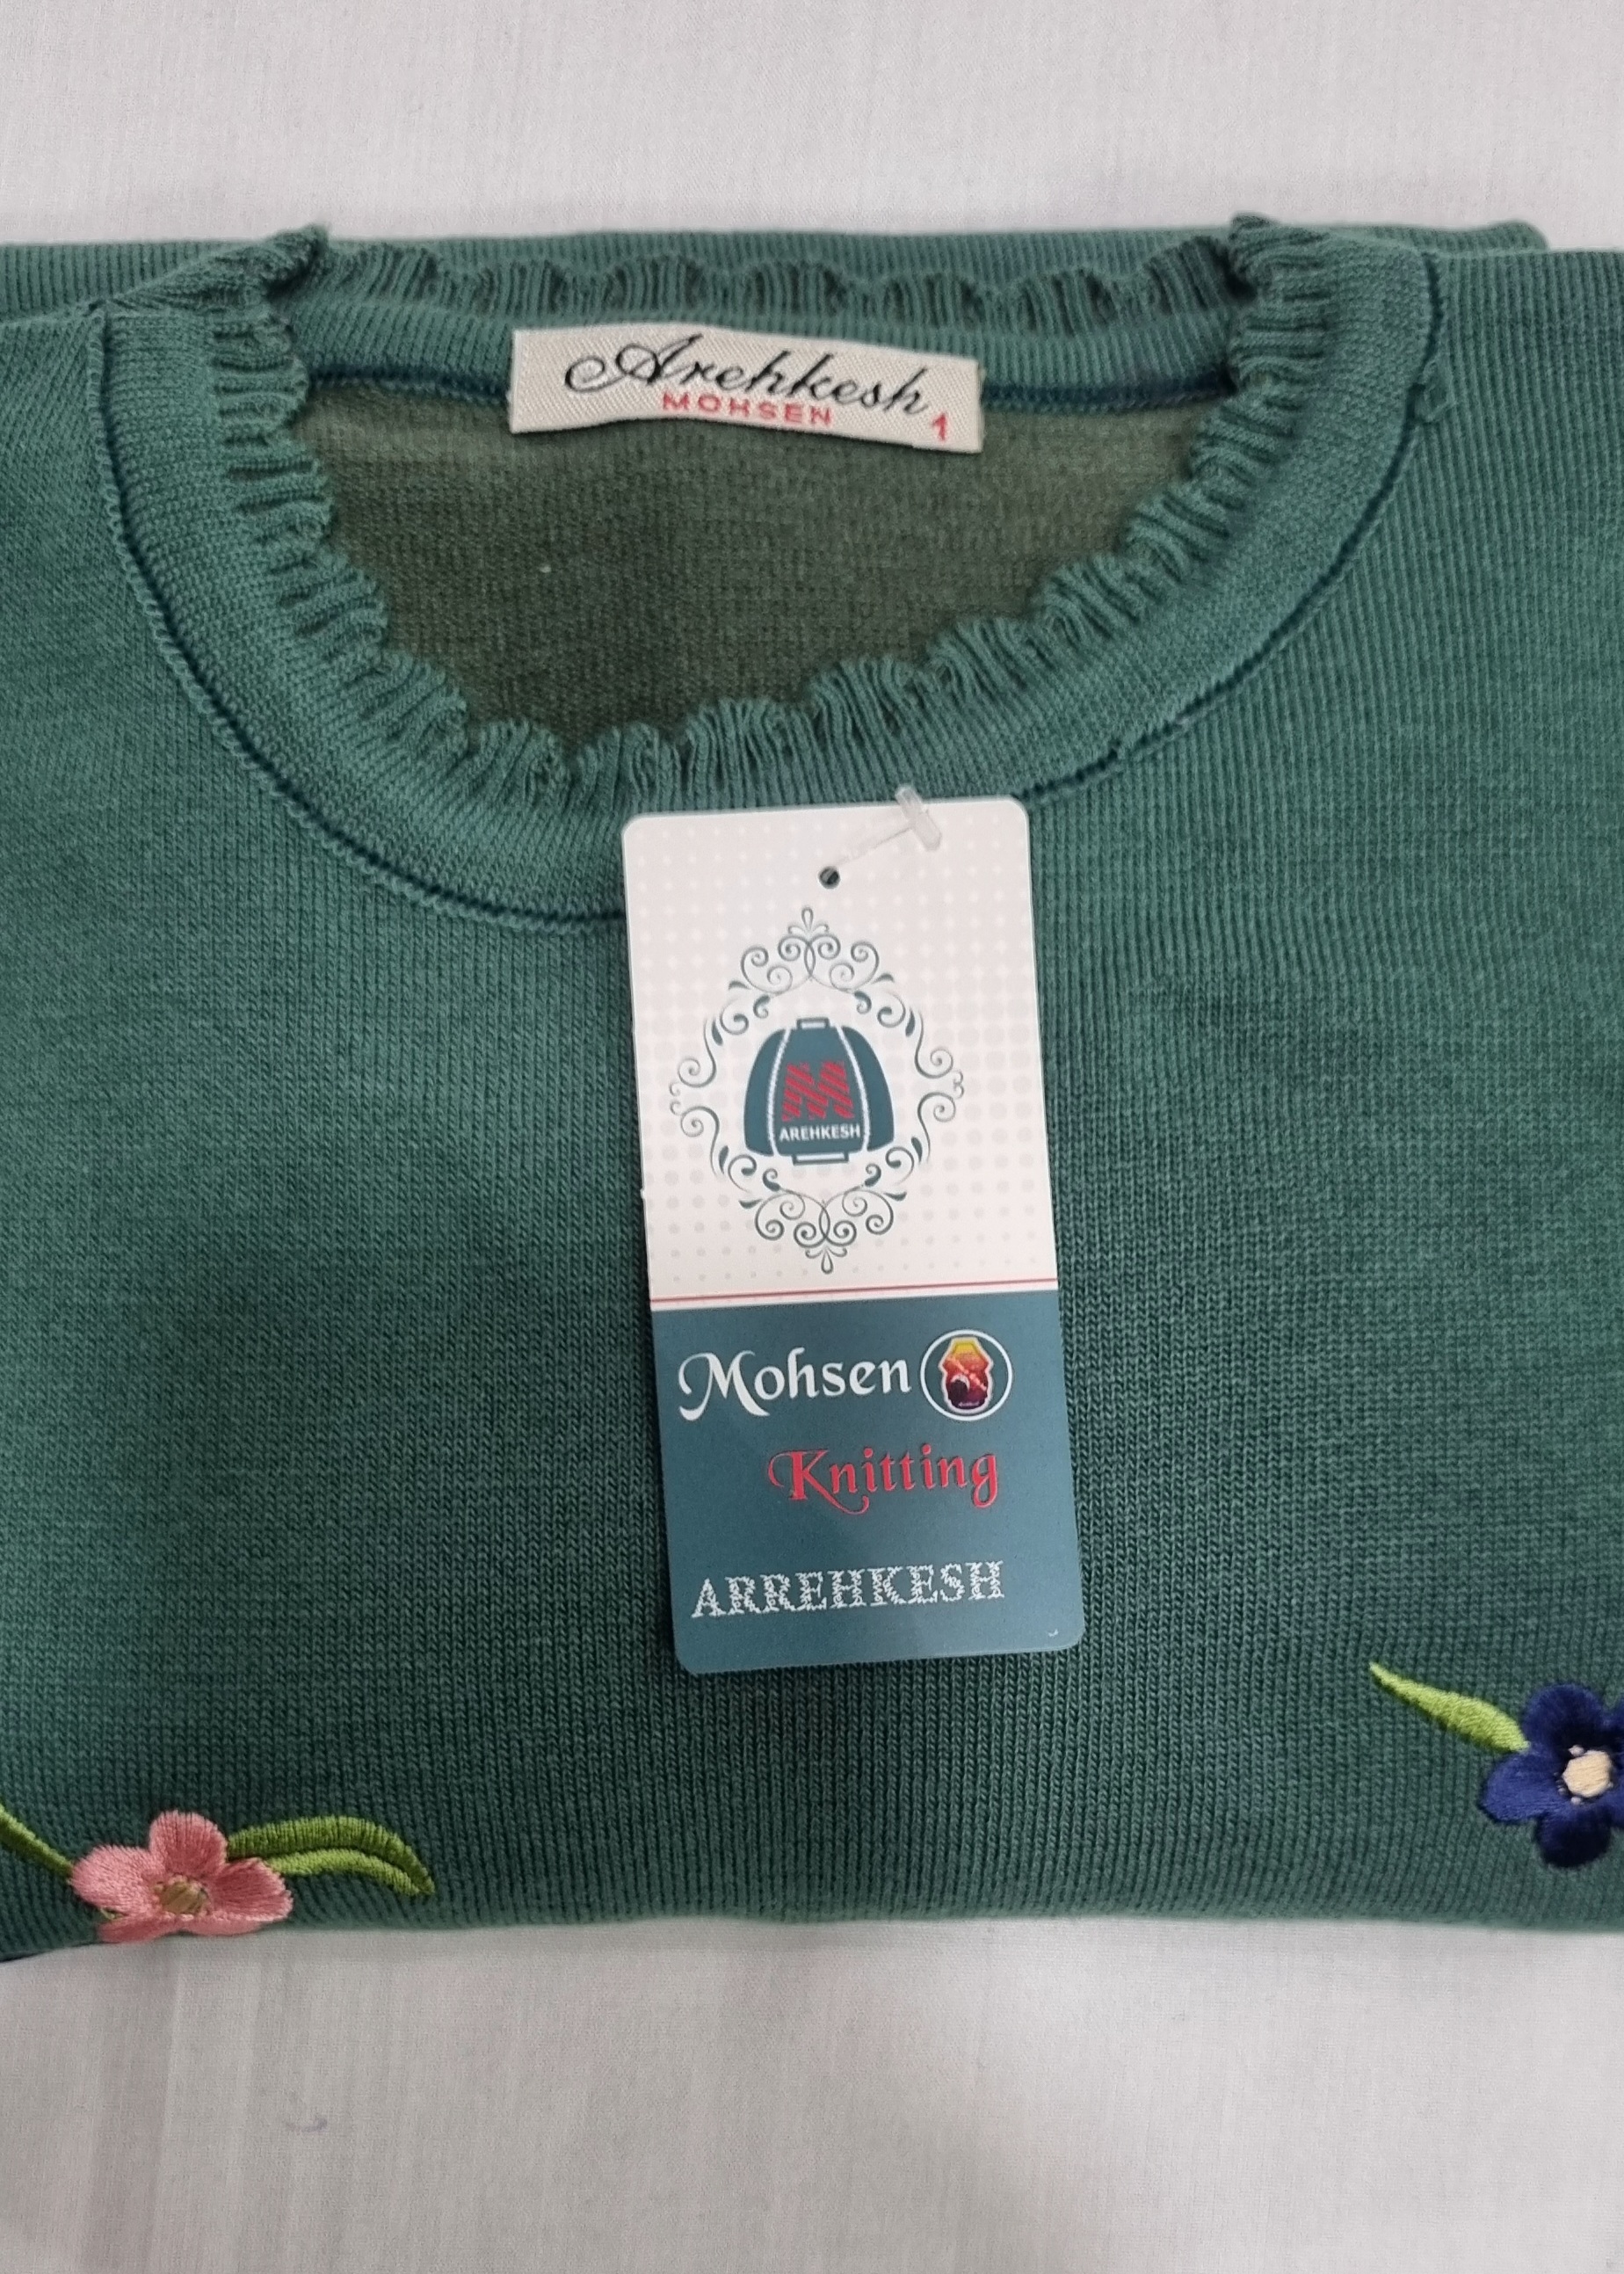 Arehkesh
MOHSEN 1
M
AREHKESH
Mohsen
Knitting
ARREHKESH